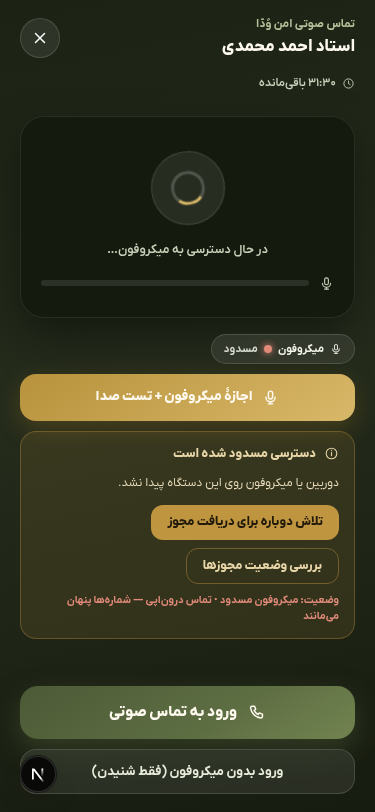 تماس صوتی امن وُدّا
استاد احمد محمدی
۳۱:۳۰ باقی‌مانده
در حال دسترسی به میکروفون...
میکروفون مسدود
اجازهٔ میکروفون + تست صدا
دسترسی مسدود شده است
دوربین یا میکروفون روی این دستگاه پیدا نشد.
تلاش دوباره برای دریافت مجوز
بررسی وضعیت مجوزها
وضعیت: میکروفون مسدود · تماس درون‌اپی — شماره‌ها پنهان
می‌مانند
ورود به تماس صوتی
ورود بدون میکروفون (فقط شنیدن)
N